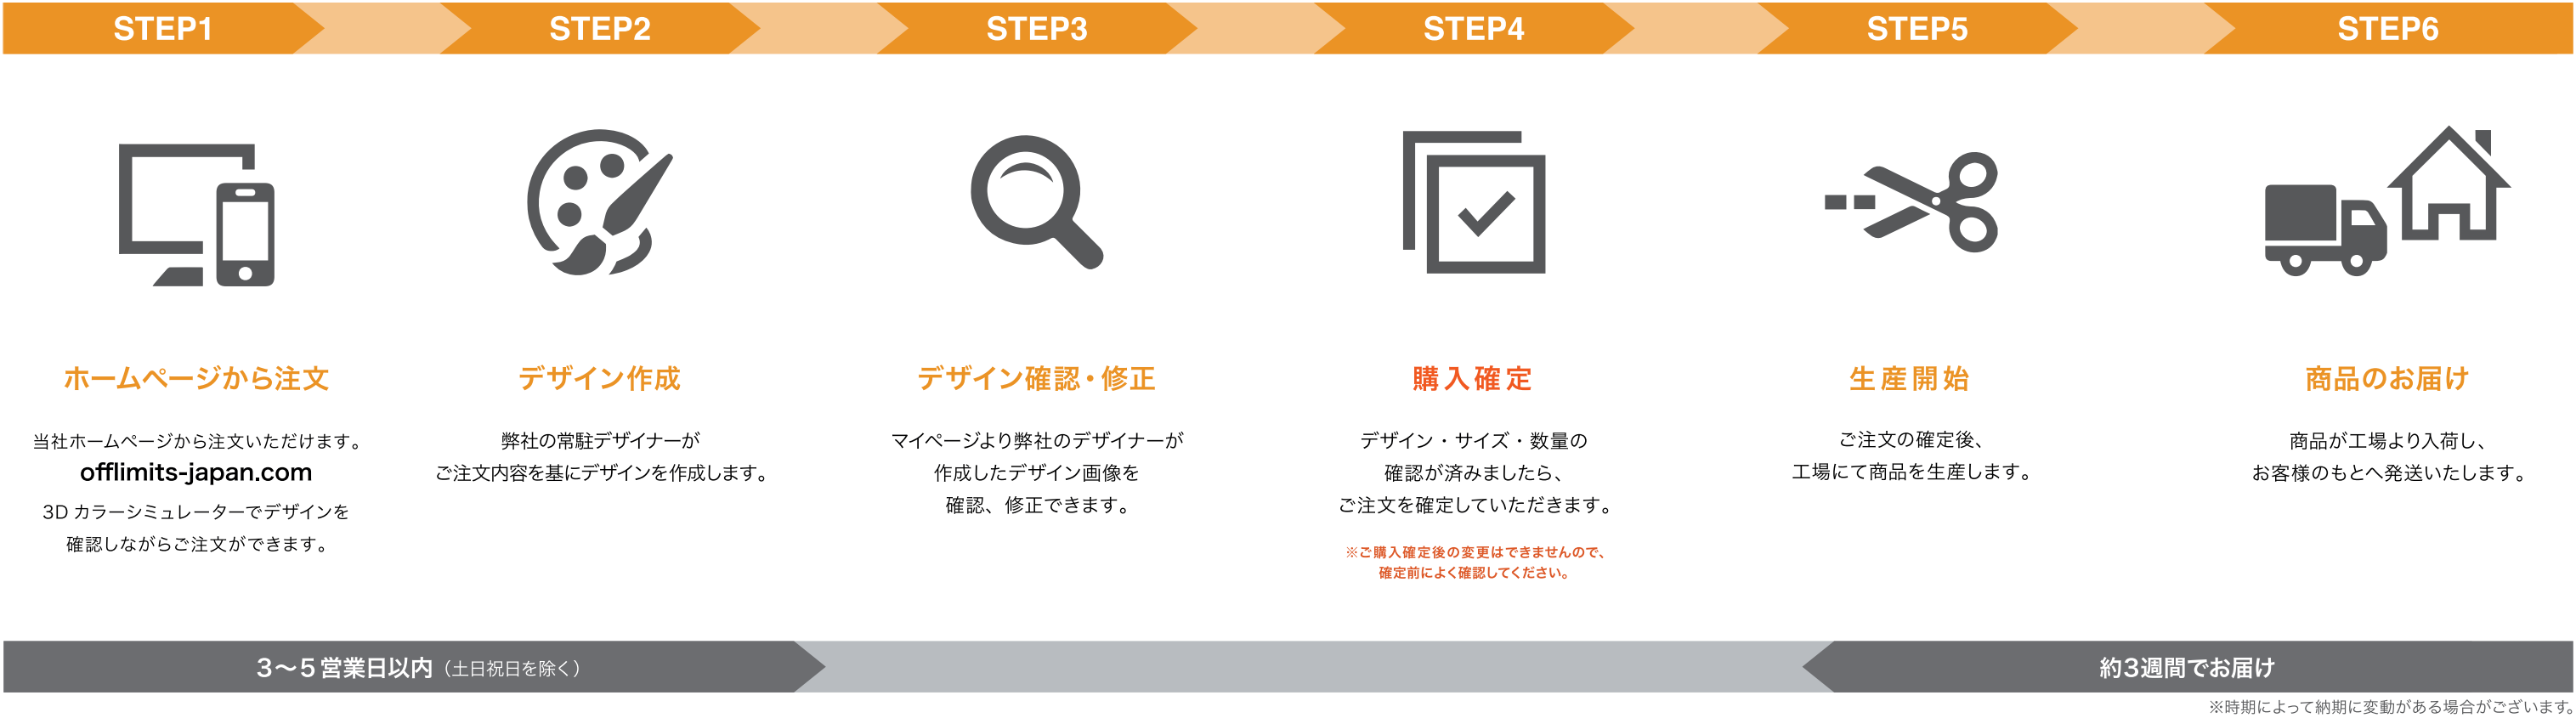 STEP1
STEP2
STEP3
STEP4
STEP5
STEP6
ホームページから注文
当社ホームページから注文いただけます。
offlimits-japan.com
3D カラーシミュレーターでデザインを
確認しながらご注文ができます。
デザイン作成
弊社の常駐デザイナーが
ご注文内容を基にデザインを作成します。
デザイン確認・修正
マイページより弊社のデザイナーが
作成したデザイン画像を
確認、修正できます。
購入確定
デザイン・サイズ・数量の
確認が済みましたら、
ご注文を確定していただきます。
※ご購入確定後の変更はできませんので、
確定前によく確認してください。
生産開始
ご注文の確定後、
工場にて商品を生産します。
商品のお届け
商品が工場より入荷し、
お客様のもとへ発送いたします。
3〜5営業日以内（土日祝日を除く）
約3週間でお届け
※時期によって納期に変動がある場合がございます。